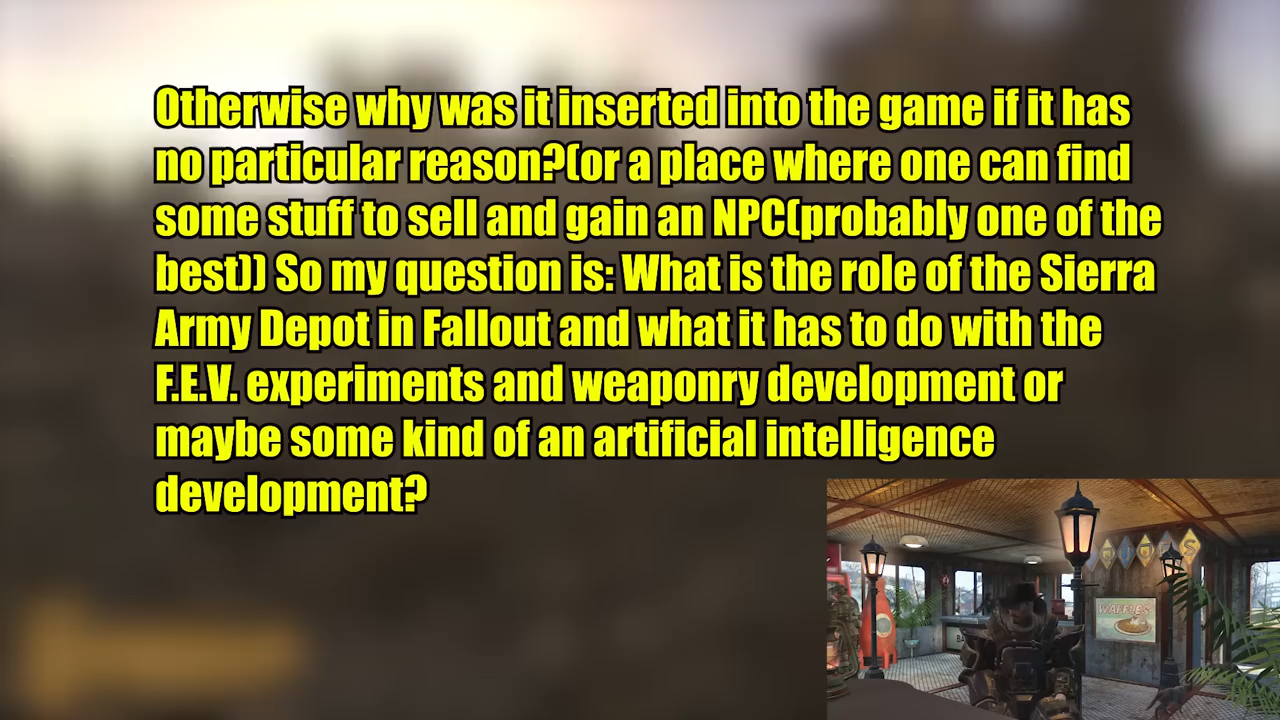 Otherwise why was it inserted into the game if it has
no particular reason?(or a place where one can find
some stuff to sell and gain an NPC(probably one of the
best)) So my question is: What is the role of the Sierra
Army Depot in Fallout and what it has to do with the
F.E.V. experiments and weaponry development or
maybe some kind of an artificial intelligence
development?
WAFFLES